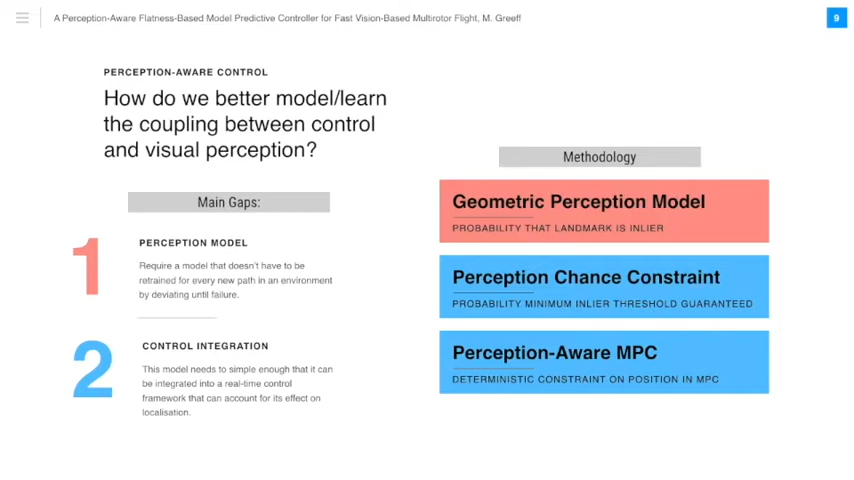 A Perception-Aware Flatness-Based Model Predictive Controller for Fast Vision-Based Multirotor Flight, M. Greeff
9
PERCEPTION-AWARE CONTROL
How do we better model/learn
the coupling between control
and visual perception?
Main Gaps:
1
PERCEPTION MODEL
Require a model that doesn't have to be
retrained for every new path in an environment
by deviating until failure.
2
CONTROL INTEGRATION
This model needs to simple enough that it can
be integrated into a real-time control
framework that can account for its effect on
localisation.
Methodology
Geometric Perception Model
PROBABILITY THAT LANDMARK IS INLIER
Perception Chance Constraint
PROBABILITY MINIMUM INLIER THRESHOLD GUARANTEED
Perception-Aware MPC
DETERMINISTIC CONSTRAINT ON POSITION IN MPC